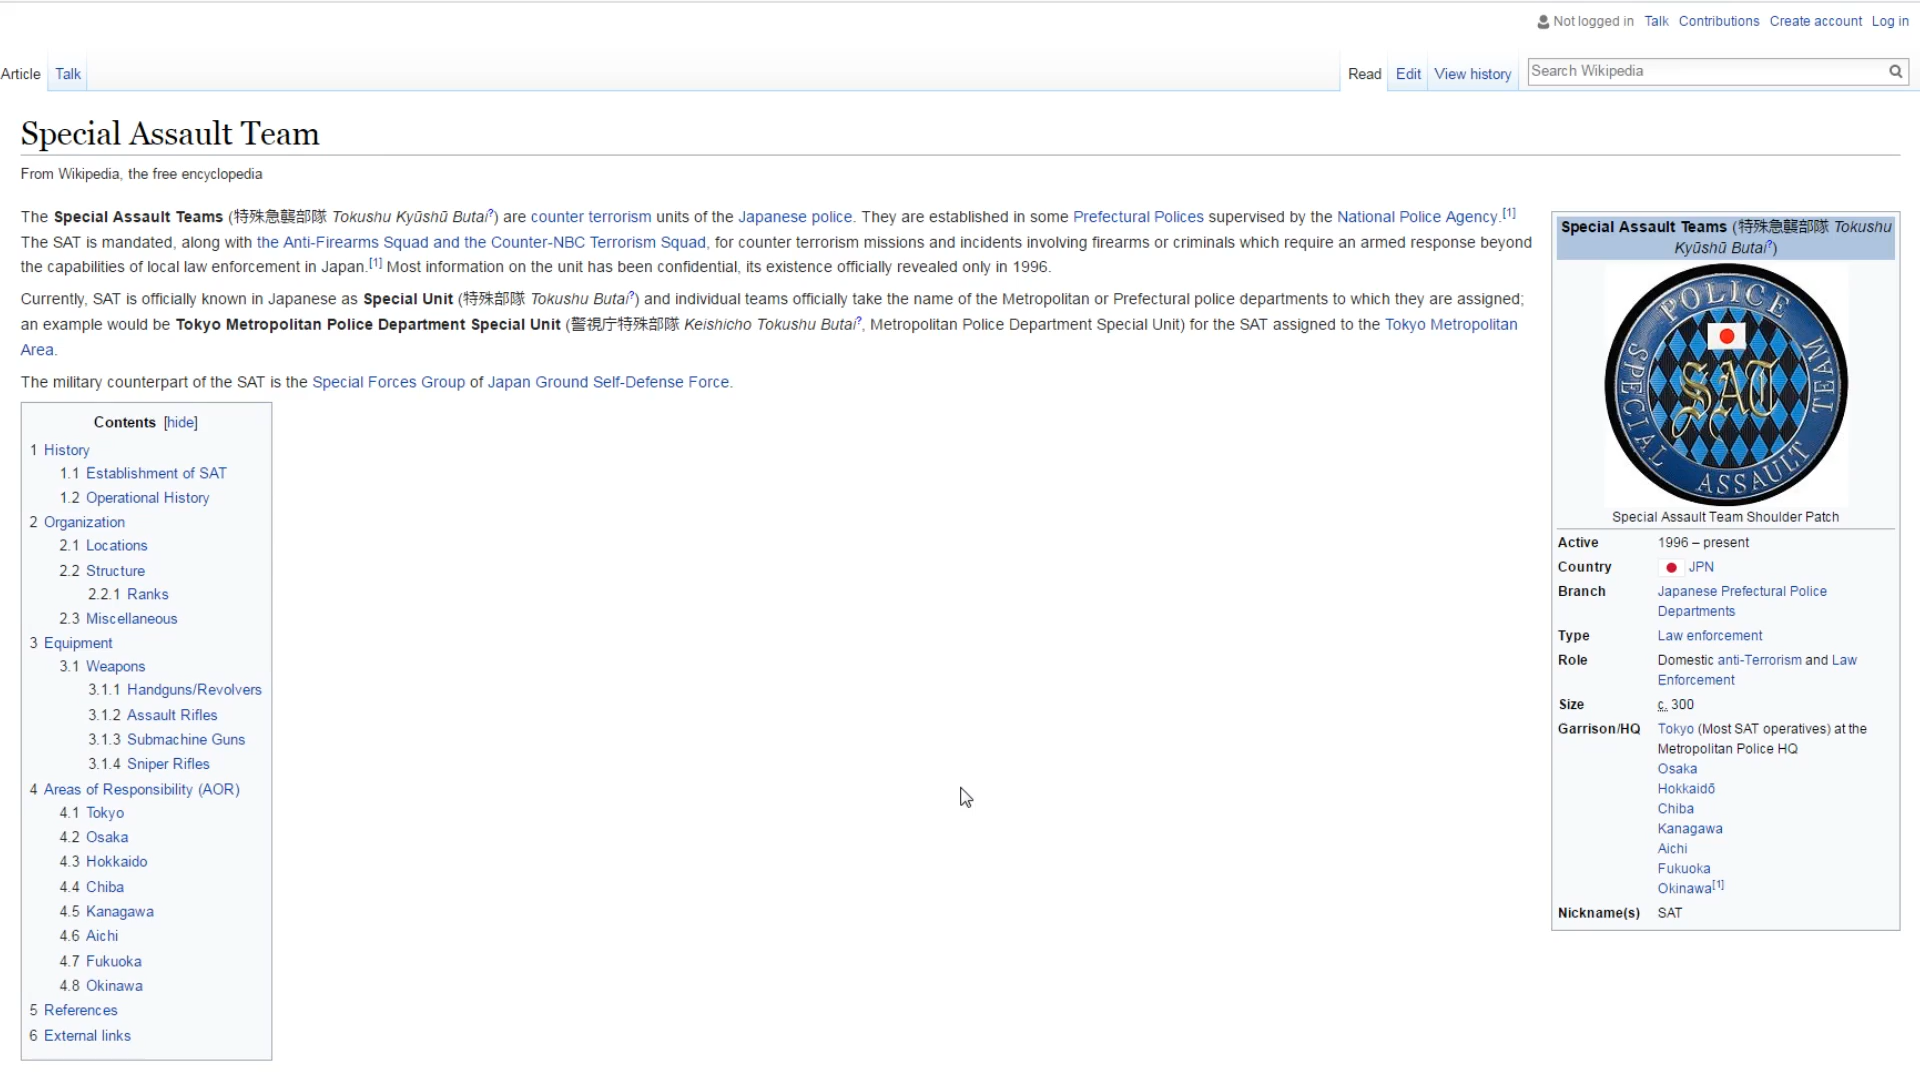 Not logged in Talk Contributions Create account Log in
Article Talk Read Edit View history Search Wikipedia
Special Assault Team
From Wikipedia, the free encyclopedia
The Special Assault Teams (特殊急襲部隊 Tokushu Kyūshū Butai?) are counter terrorism units of the Japanese police. They are established in some Prefectural Polices supervised by the National Police Agency.[1]
The SAT is mandated, along with the Anti-Firearms Squad and the Counter-NBC Terrorism Squad, for counter terrorism missions and incidents involving firearms or criminals which require an armed response beyond
the capabilities of local law enforcement in Japan.[1] Most information on the unit has been confidential, its existence officially revealed only in 1996.
Currently, SAT is officially known in Japanese as Special Unit (特殊部隊 Tokushu Butai?) and individual teams officially take the name of the Metropolitan or Prefectural police departments to which they are assigned;
an example would be Tokyo Metropolitan Police Department Special Unit (警視庁特殊部隊 Keishicho Tokushu Butai?, Metropolitan Police Department Special Unit) for the SAT assigned to the Tokyo Metropolitan
Area.
The military counterpart of the SAT is the Special Forces Group of Japan Ground Self-Defense Force.
Contents [hide]
1 History
1.1 Establishment of SAT
1.2 Operational History
2 Organization
2.1 Locations
2.2 Structure
2.2.1 Ranks
2.3 Miscellaneous
3 Equipment
3.1 Weapons
3.1.1 Handguns/Revolvers
3.1.2 Assault Rifles
3.1.3 Submachine Guns
3.1.4 Sniper Rifles
4 Areas of Responsibility (AOR)
4.1 Tokyo
4.2 Osaka
4.3 Hokkaido
4.4 Chiba
4.5 Kanagawa
4.6 Aichi
4.7 Fukuoka
4.8 Okinawa
5 References
6 External links
Special Assault Teams (特殊急襲部隊 Tokushu
Kyūshū Butai?)
POLICE
SPECIAL
ASSAULT
TEAM
SAT
Special Assault Team Shoulder Patch
Active 1996 – present
Country JPN
Branch Japanese Prefectural Police
Departments
Type Law enforcement
Role Domestic anti-Terrorism and Law
Enforcement
Size c. 300
Garrison/HQ Tokyo (Most SAT operatives) at the
Metropolitan Police HQ
Osaka
Hokkaidō
Chiba
Kanagawa
Aichi
Fukuoka
Okinawa[1]
Nickname(s) SAT